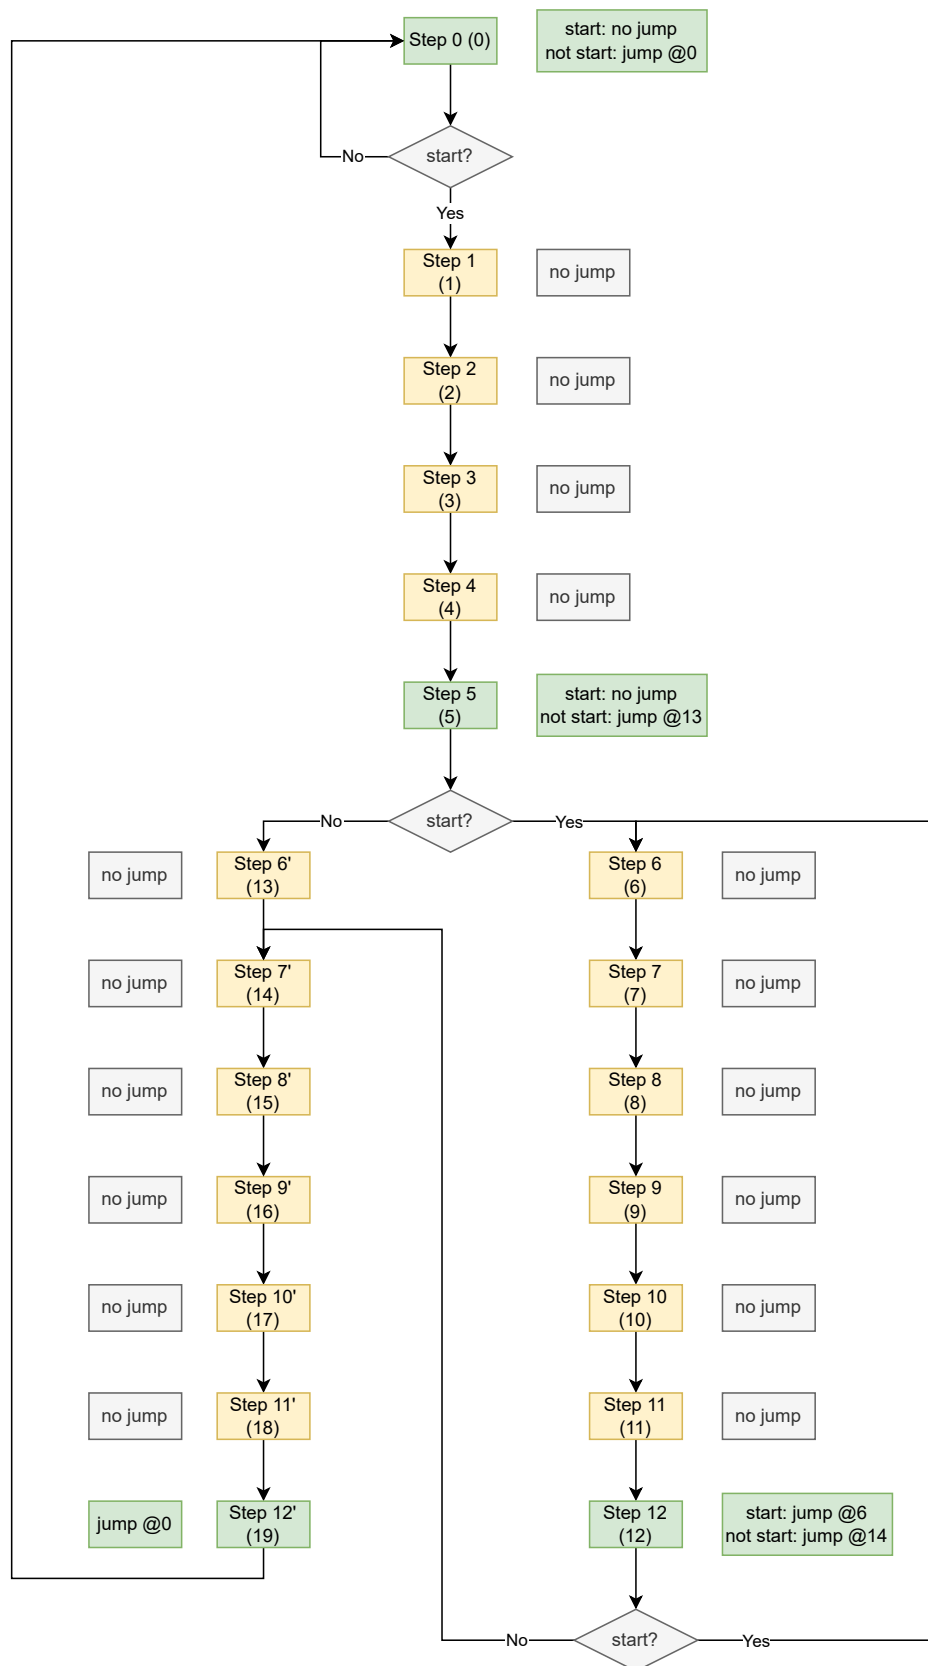 Step 0 (0)
start: no jump
not start: jump @0
start?
No
Yes
Step 1
(1)
no jump
Step 2
(2)
no jump
Step 3
(3)
no jump
Step 4
(4)
no jump
Step 5
(5)
start: no jump
not start: jump @13
start?
No
Yes
no jump
Step 6'
(13)
Step 6
(6)
no jump
no jump
Step 7'
(14)
Step 7
(7)
no jump
no jump
Step 8'
(15)
Step 8
(8)
no jump
no jump
Step 9'
(16)
Step 9
(9)
no jump
no jump
Step 10'
(17)
Step 10
(10)
no jump
no jump
Step 11'
(18)
Step 11
(11)
no jump
jump @0
Step 12'
(19)
Step 12
(12)
start: jump @6
not start: jump @14
start?
No
Yes